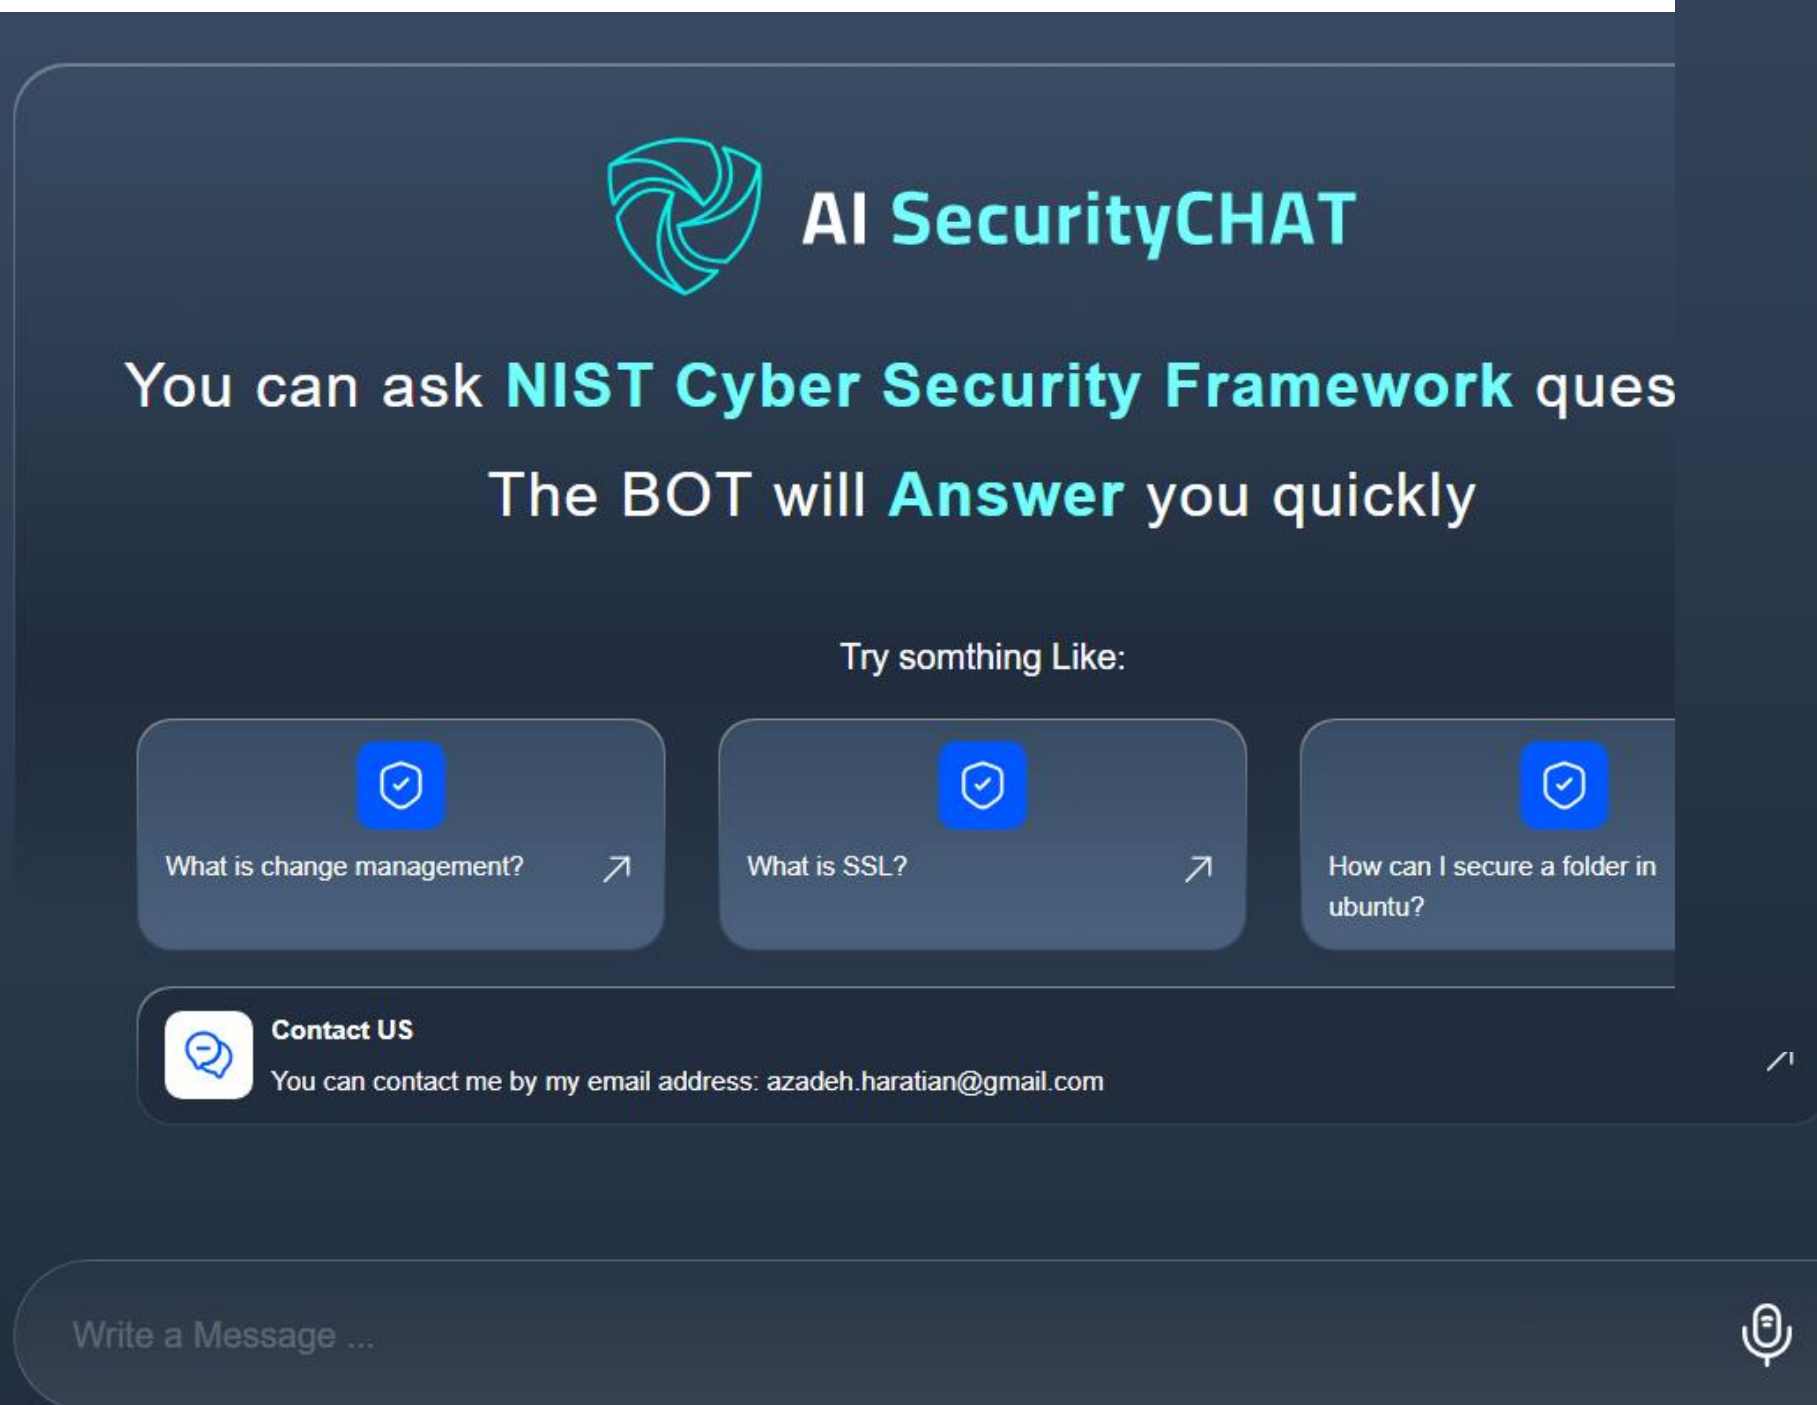 AI SecurityCHAT
You can ask NIST Cyber Security Framework ques
The BOT will Answer you quickly
Try somthing Like:
What is change management?
What is SSL?
How can I secure a folder in
ubuntu?
Contact US
You can contact me by my email address: azadeh.haratian@gmail.com
Write a Message ...